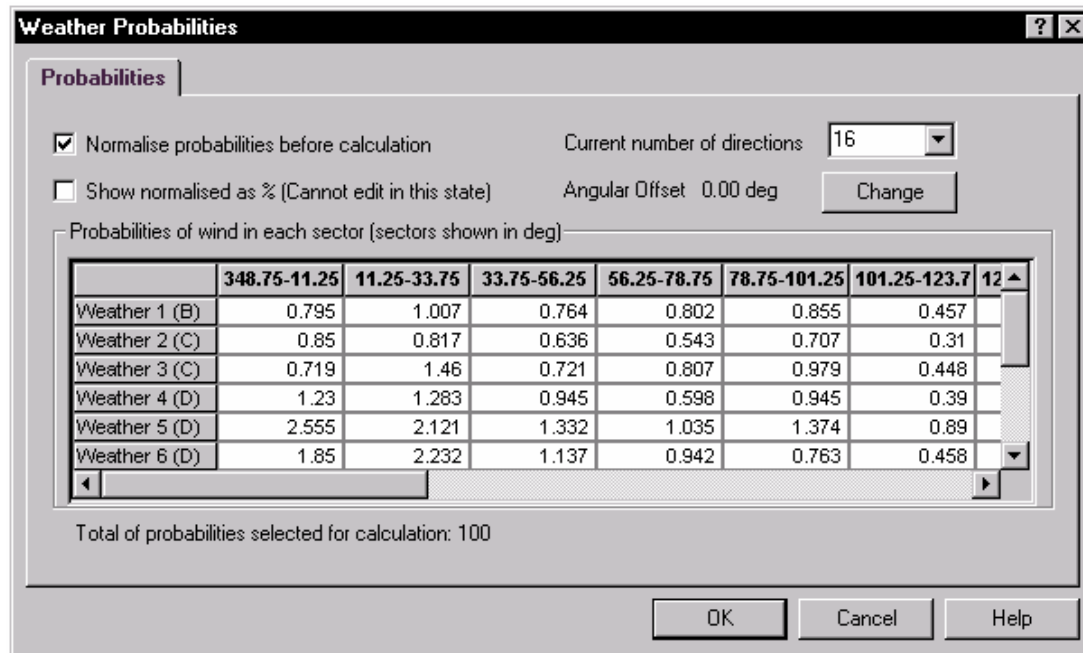 Weather Probabilities
Probabilities
Normalise probabilities before calculation Current number of directions 16
Show normalised as % (Cannot edit in this state) Angular Offset 0.00 deg Change
Probabilities of wind in each sector (sectors shown in deg)
348.75-11.25 11.25-33.75 33.75-56.25 56.25-78.75 78.75-101.25 101.25-123.7 12
Weather 1 (B) 0.795 1.007 0.764 0.802 0.855 0.457
Weather 2 (C) 0.85 0.817 0.636 0.543 0.707 0.31
Weather 3 (C) 0.719 1.46 0.721 0.807 0.979 0.448
Weather 4 (D) 1.23 1.283 0.945 0.598 0.945 0.39
Weather 5 (D) 2.555 2.121 1.332 1.035 1.374 0.89
Weather 6 (D) 1.85 2.232 1.137 0.942 0.763 0.458
Total of probabilities selected for calculation: 100
OK Cancel Help